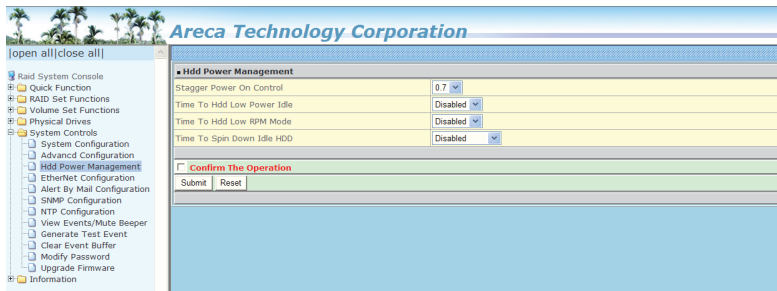 Areca Technology Corporation
|open all|close all|
Raid System Console
Quick Function
RAID Set Functions
Volume Set Functions
Physical Drives
System Controls
System Configuration
Advancd Configuration
Hdd Power Management
EtherNet Configuration
Alert By Mail Configuration
SNMP Configuration
NTP Configuration
View Events/Mute Beeper
Generate Test Event
Clear Event Buffer
Modify Password
Upgrade Firmware
Information
Hdd Power Management
Stagger Power On Control 0.7
Time To Hdd Low Power Idle Disabled
Time To Hdd Low RPM Mode Disabled
Time To Spin Down Idle HDD Disabled
Confirm The Operation
Submit Reset